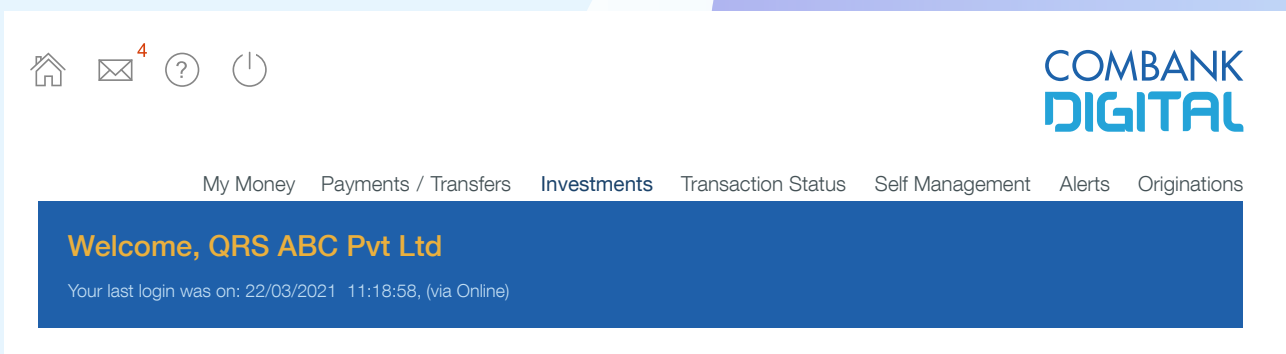 4
?
COMBANK
DIGITAL
My Money Payments / Transfers Investments Transaction Status Self Management Alerts Originations
Welcome, QRS ABC Pvt Ltd
Your last login was on: 22/03/2021 11:18:58, (via Online)